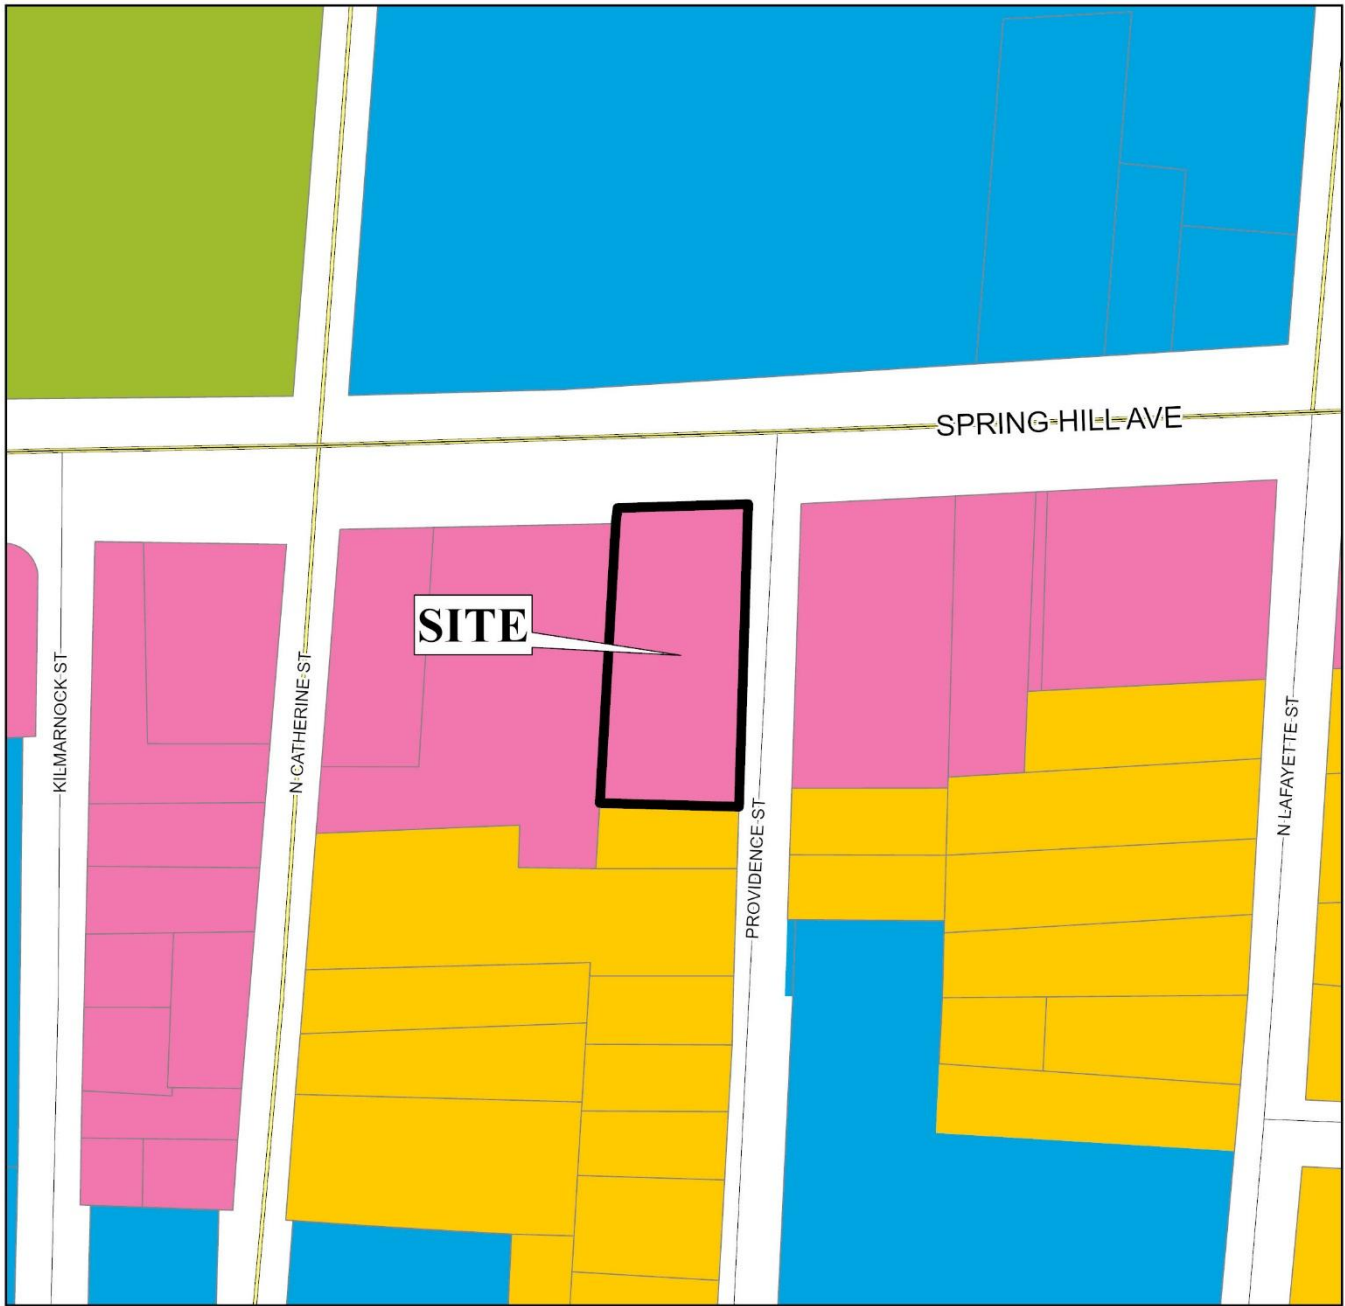 SPRING HILL AVE
SITE
KILMARNOCK ST
N CATHERINE ST
PROVIDENCE ST
N LAFAYETTE ST